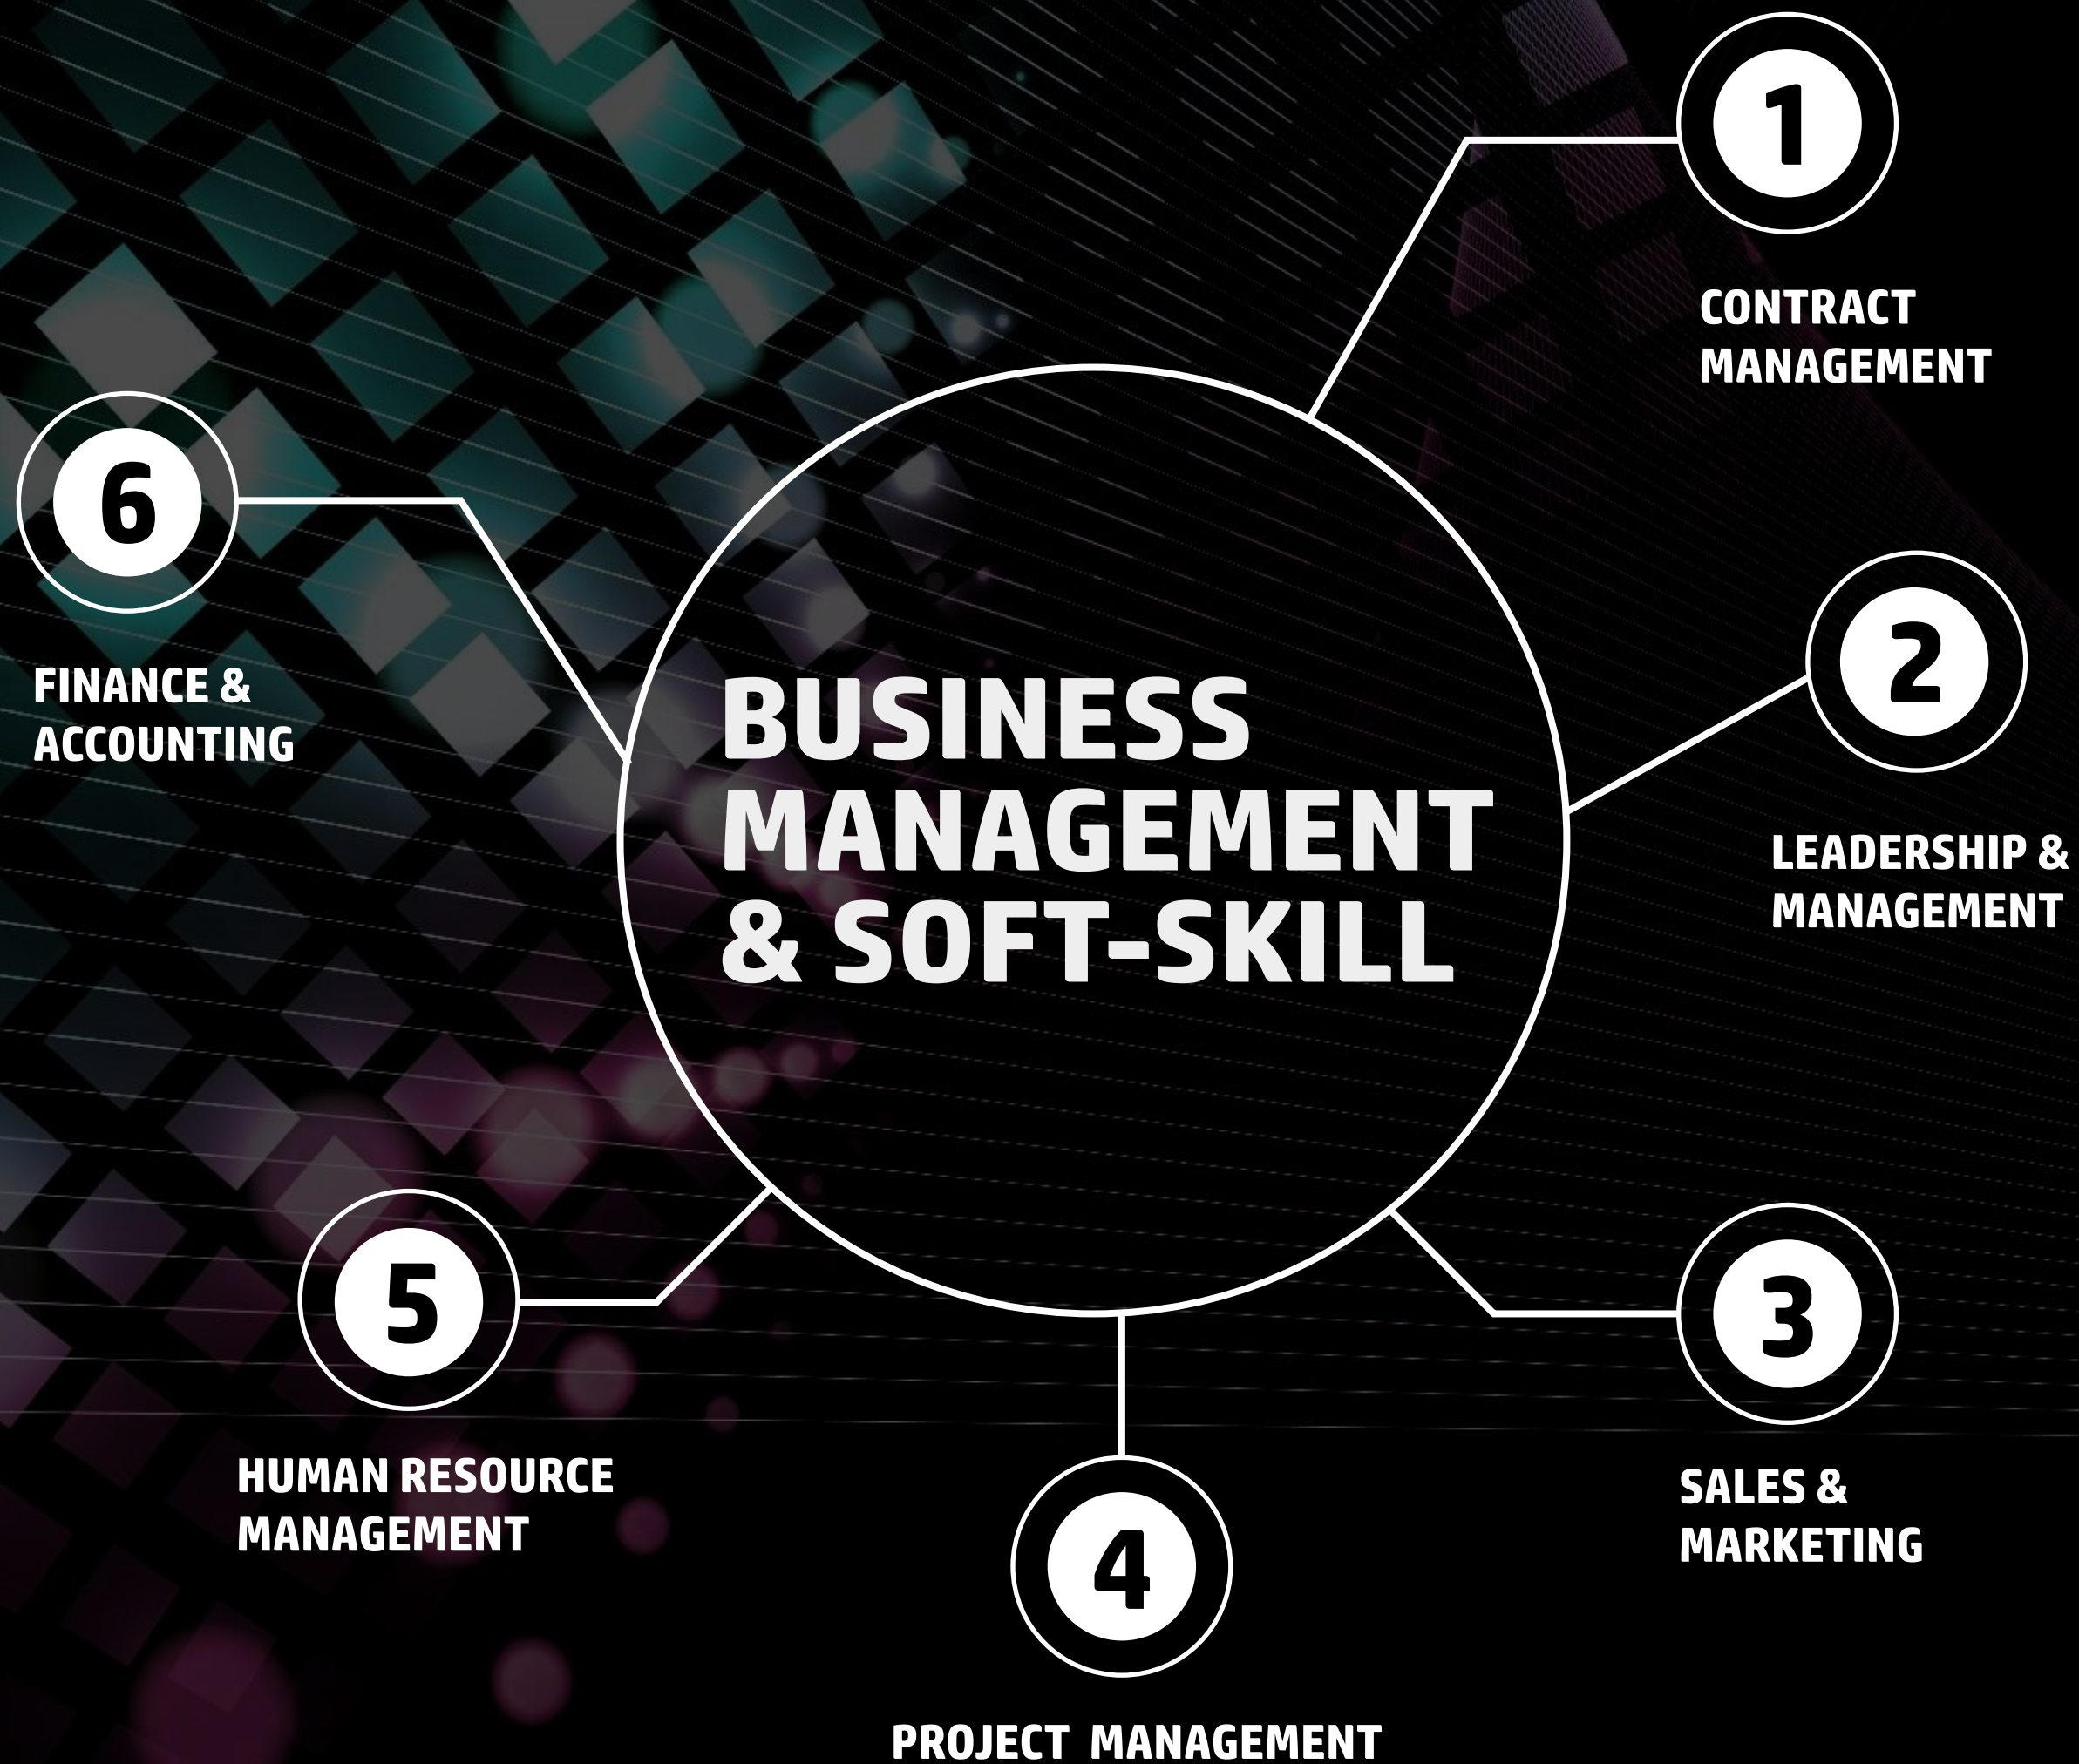 1
CONTRACT
MANAGEMENT
6
FINANCE &
ACCOUNTING
2
LEADERSHIP &
MANAGEMENT
BUSINESS
MANAGEMENT
& SOFT-SKILL
5
HUMAN RESOURCE
MANAGEMENT
3
SALES &
MARKETING
4
PROJECT MANAGEMENT